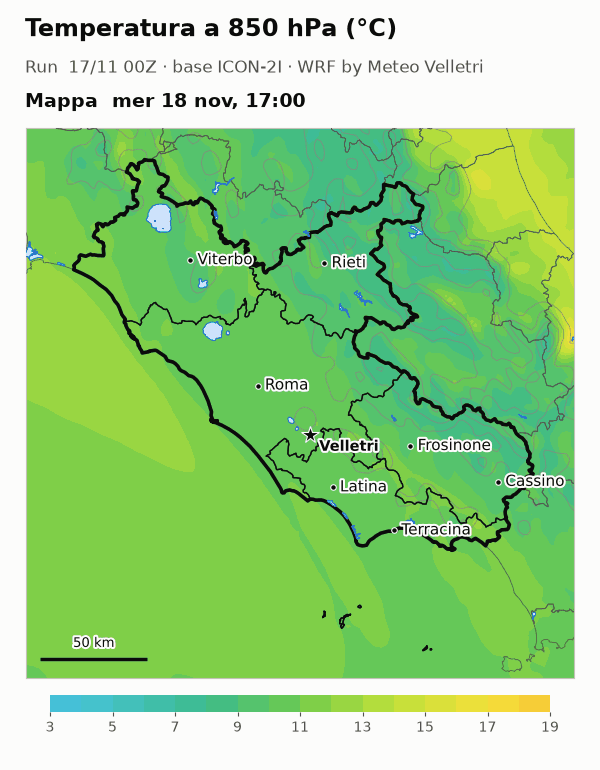 Temperatura a 850 hPa (°C)
Run  17/11 00Z · base ICON-2I · WRF by Meteo Velletri
Mappa  mer 18 nov, 17:00
Viterbo
Rieti
Roma
Velletri
Frosinone
Latina
Cassino
Terracina
50 km
3 5 7 9 11 13 15 17 19